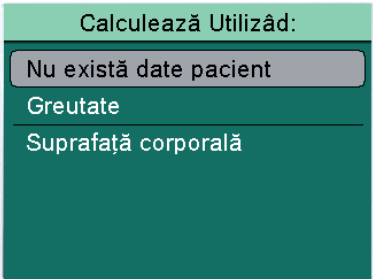 Calculează Utilizâd:
Nu există date pacient
Greutate
Suprafață corporală